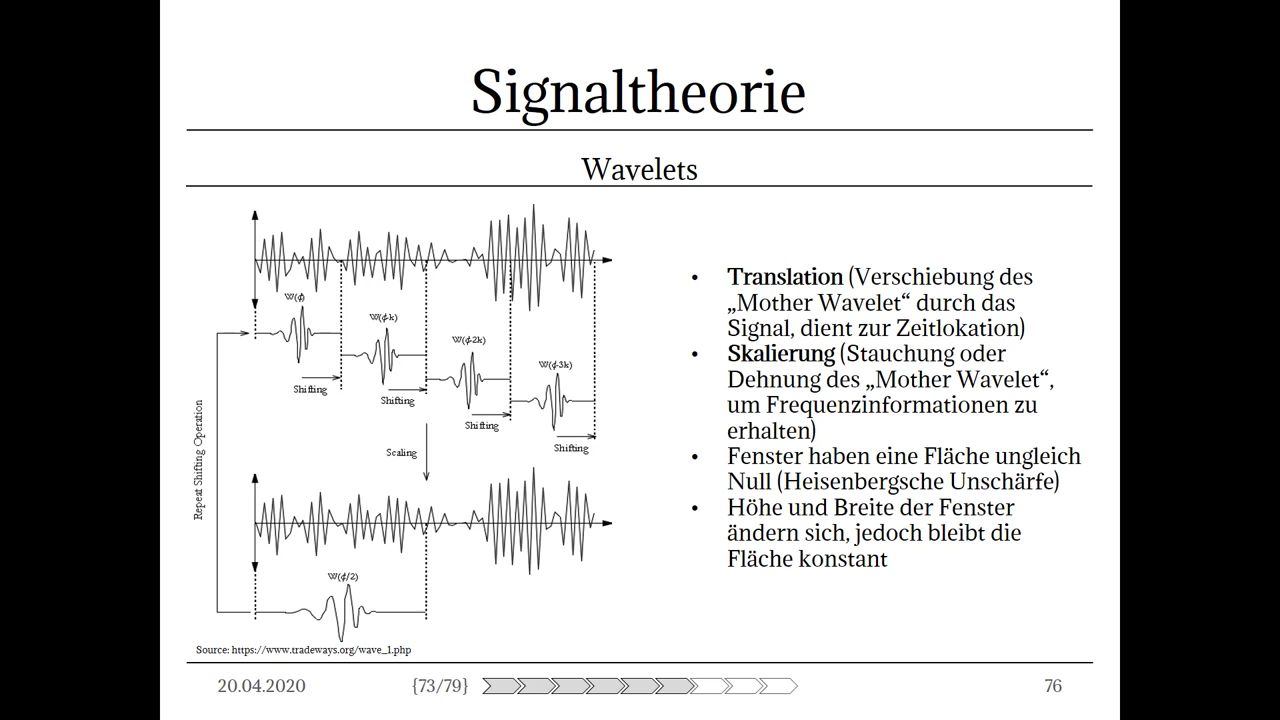 Signaltheorie
Wavelets
W(ϕ)
W(ϕ-k)
W(ϕ-2k)
W(ϕ-3k)
Shifting
Shifting
Shifting
Shifting
Scaling
Repeat Shifting Operation
W(ϕ/2)
Source: https://www.tradeways.org/wave_1.php
• Translation (Verschiebung des
„Mother Wavelet“ durch das
Signal, dient zur Zeitlokation)
• Skalierung (Stauchung oder
Dehnung des „Mother Wavelet“,
um Frequenzinformationen zu
erhalten)
• Fenster haben eine Fläche ungleich
Null (Heisenbergsche Unschärfe)
• Höhe und Breite der Fenster
ändern sich, jedoch bleibt die
Fläche konstant
20.04.2020
{73/79}
76